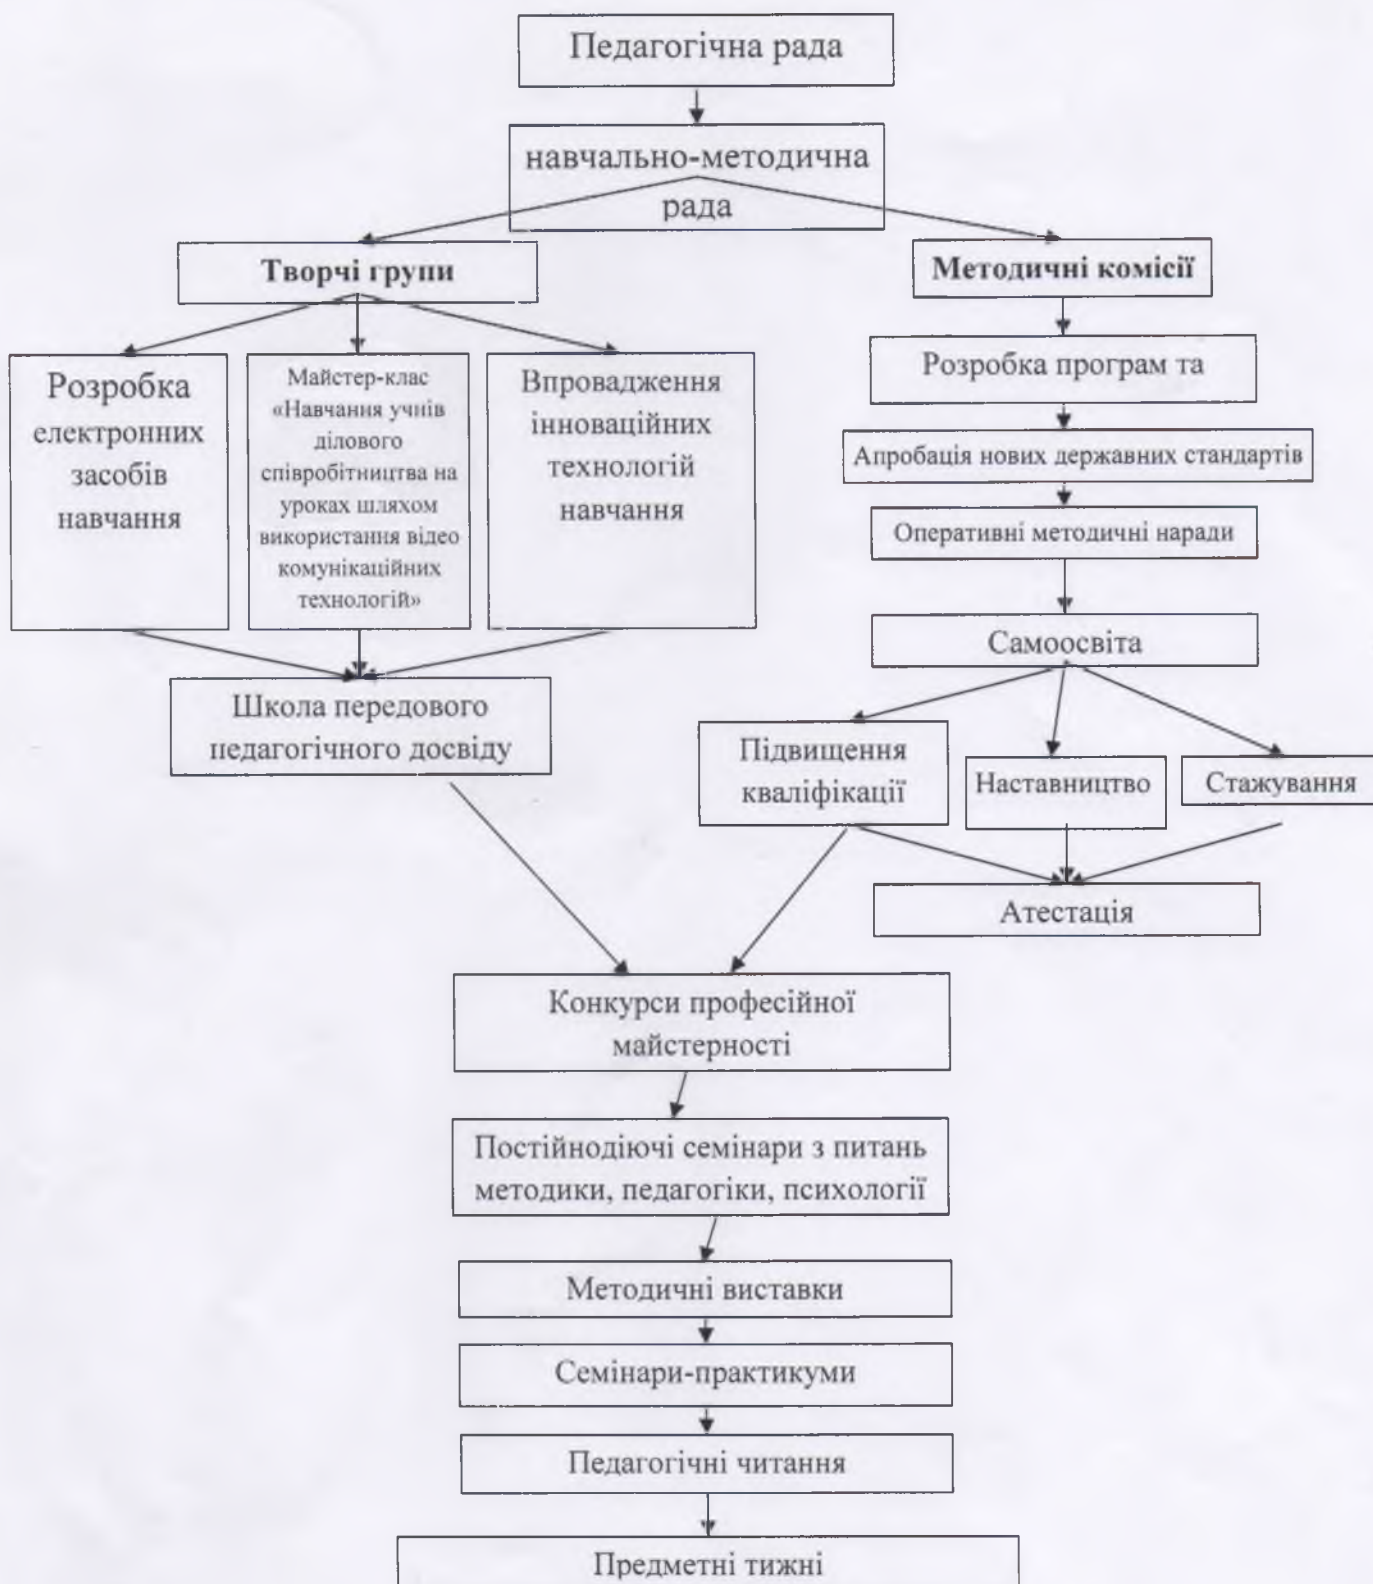 Педагогічна рада
навчально-методична
рада
Творчі групи
Методичні комісії
Розробка
електронних
засобів
навчання
Майстер-клас
«Навчання учнів
ділового
співробітництва на
уроках шляхом
використання відео
комунікаційних
технологій»
Впровадження
інноваційних
технологій
навчання
Розробка програм та
Апробація нових державних стандартів
Оперативні методичні наради
Самоосвіта
Школа передового
педагогічного досвіду
Підвищення
кваліфікації
Наставництво
Стажування
Атестація
Конкурси професійної
майстерності
Постійнодіючі семінари з питань
методики, педагогіки, психології
Методичні виставки
Семінари-практикуми
Педагогічні читання
Предметні тижні